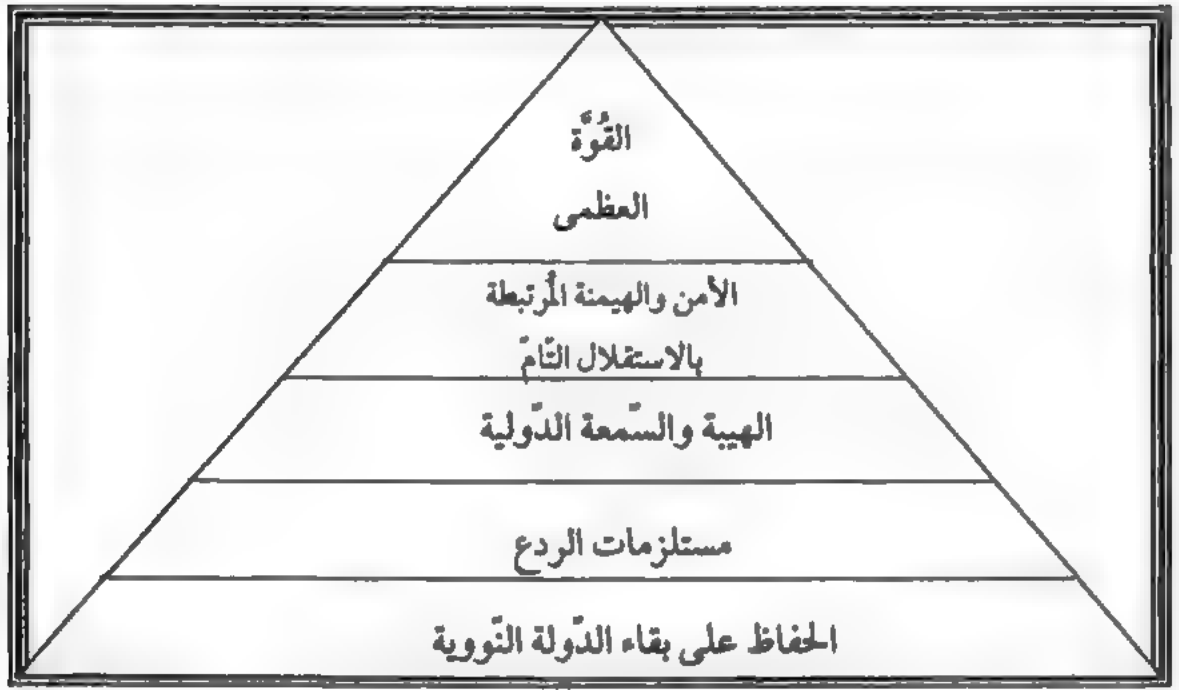 القُوَّة
العظمى
الأمن والهيمنة المُرتبطة
بالاستقلال التّامّ
الهيبة والسّمعة الدّولية
مستلزمات الردع
الحفاظ على بقاء الدّولة النّووية